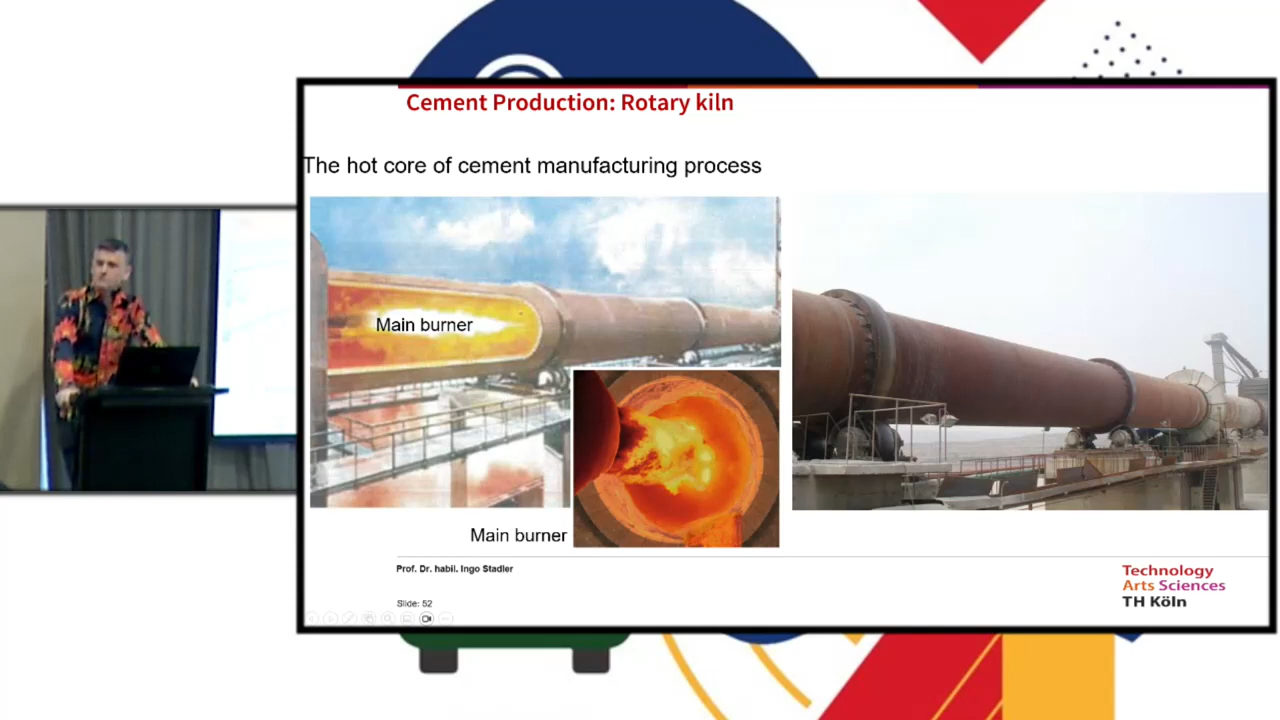 Cement Production: Rotary kiln
The hot core of cement manufacturing process
Main burner
Main burner
Prof. Dr. habil. Ingo Stadler
Slide: 52
Technology
Arts Sciences
TH Köln